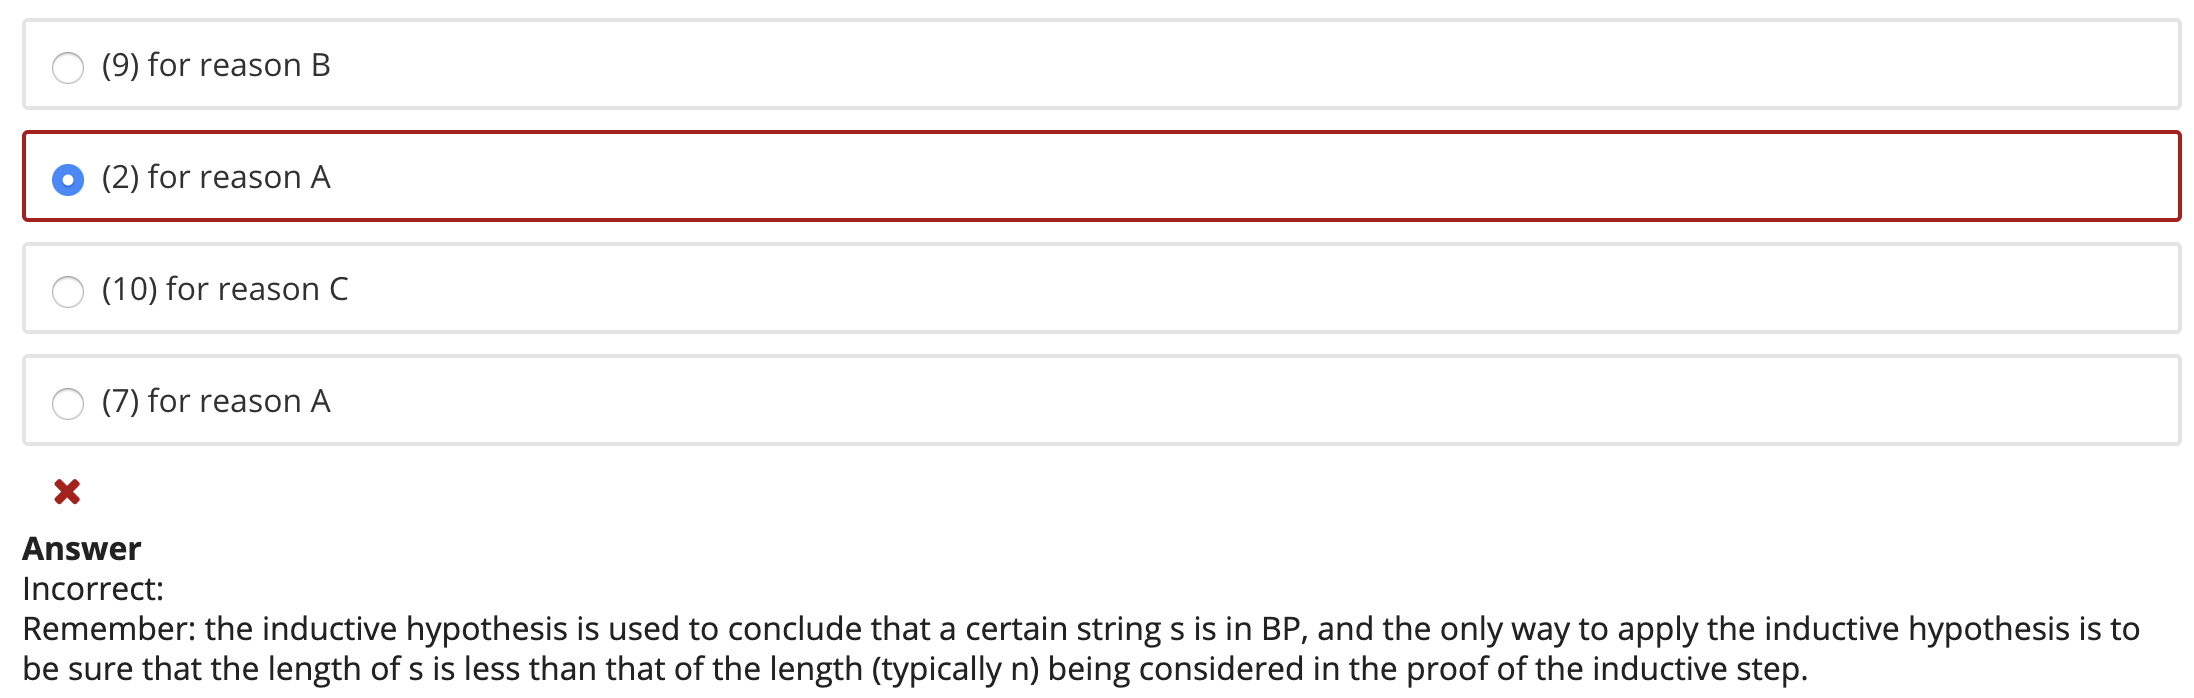 (9) for reason B
(2) for reason A
(10) for reason C
(7) for reason A
Answer
Incorrect:
Remember: the inductive hypothesis is used to conclude that a certain string s is in BP, and the only way to apply the inductive hypothesis is to
be sure that the length of s is less than that of the length (typically n) being considered in the proof of the inductive step.